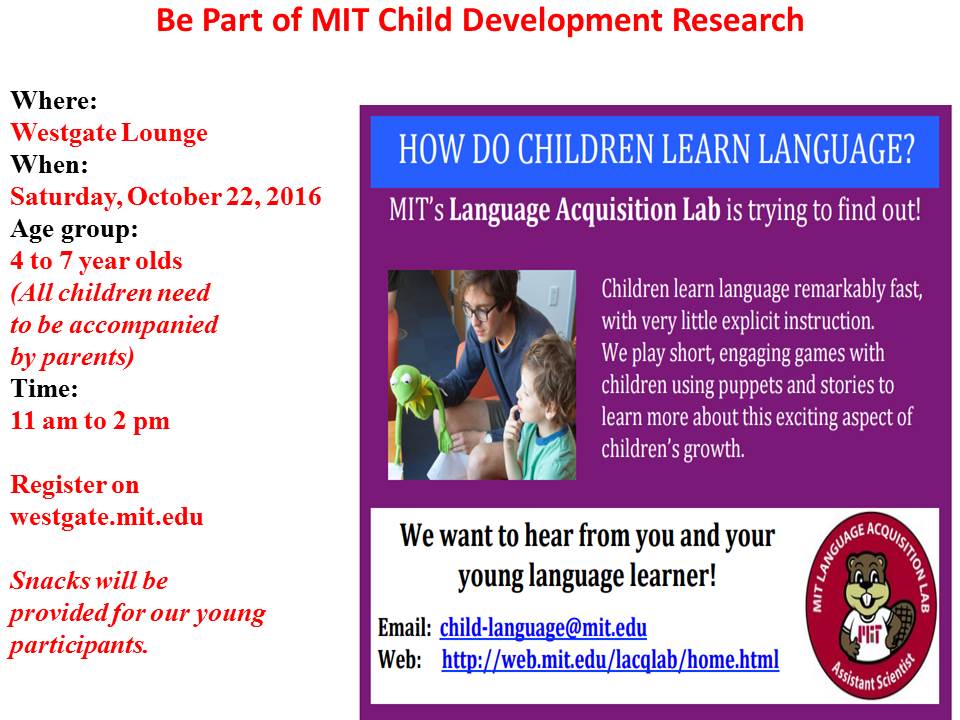 Be Part of MIT Child Development Research
Where:
Westgate Lounge
When:
Saturday, October 22, 2016
Age group:
4 to 7 year olds
(All children need
to be accompanied
by parents)
Time:
11 am to 2 pm
Register on
westgate.mit.edu
Snacks will be
provided for our young
participants.
HOW DO CHILDREN LEARN LANGUAGE?
MIT's Language Acquisition Lab is trying to find out!
Children learn language remarkably fast,
with very little explicit instruction.
We play short, engaging games with
children using puppets and stories to
learn more about this exciting aspect of
children's growth.
We want to hear from you and your
young language learner!
Email: child-language@mit.edu
Web: http://web.mit.edu/lacqlab/home.html
MIT LANGUAGE ACQUISITION LAB
MIT
Assistant Scientist